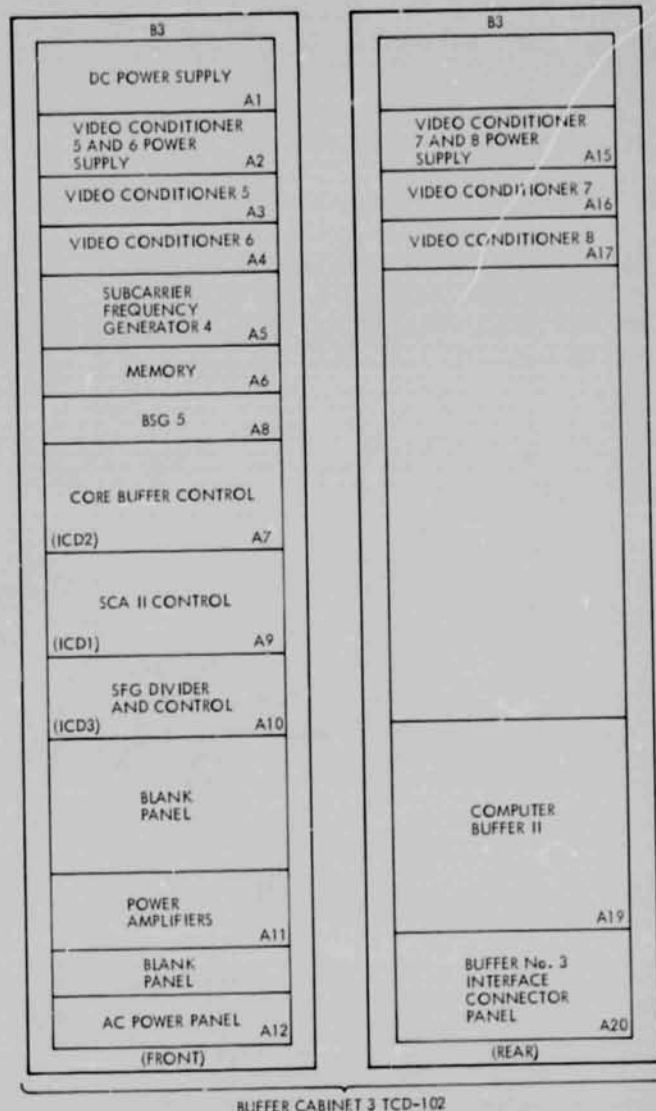 B3
DC POWER SUPPLY
A1
VIDEO CONDITIONER
5 AND 6 POWER
SUPPLY
A2
VIDEO CONDITIONER 5
A3
VIDEO CONDITIONER 6
A4
SUBCARRIER
FREQUENCY
GENERATOR 4
A5
MEMORY
A6
BSG 5
A8
CORE BUFFER CONTROL
(ICD2)
A7
SCA II CONTROL
(ICD1)
A9
SFG DIVIDER
AND CONTROL
(ICD3)
A10
BLANK
PANEL
POWER
AMPLIFIERS
A11
BLANK
PANEL
AC POWER PANEL
A12
(FRONT)
B3
VIDEO CONDITIONER
7 AND 8 POWER
SUPPLY
A15
VIDEO CONDITIONER 7
A16
VIDEO CONDITIONER 8
A17
COMPUTER
BUFFER II
A19
BUFFER No. 3
INTERFACE
CONNECTOR
PANEL
A20
(REAR)
BUFFER CABINET 3 TCD-102